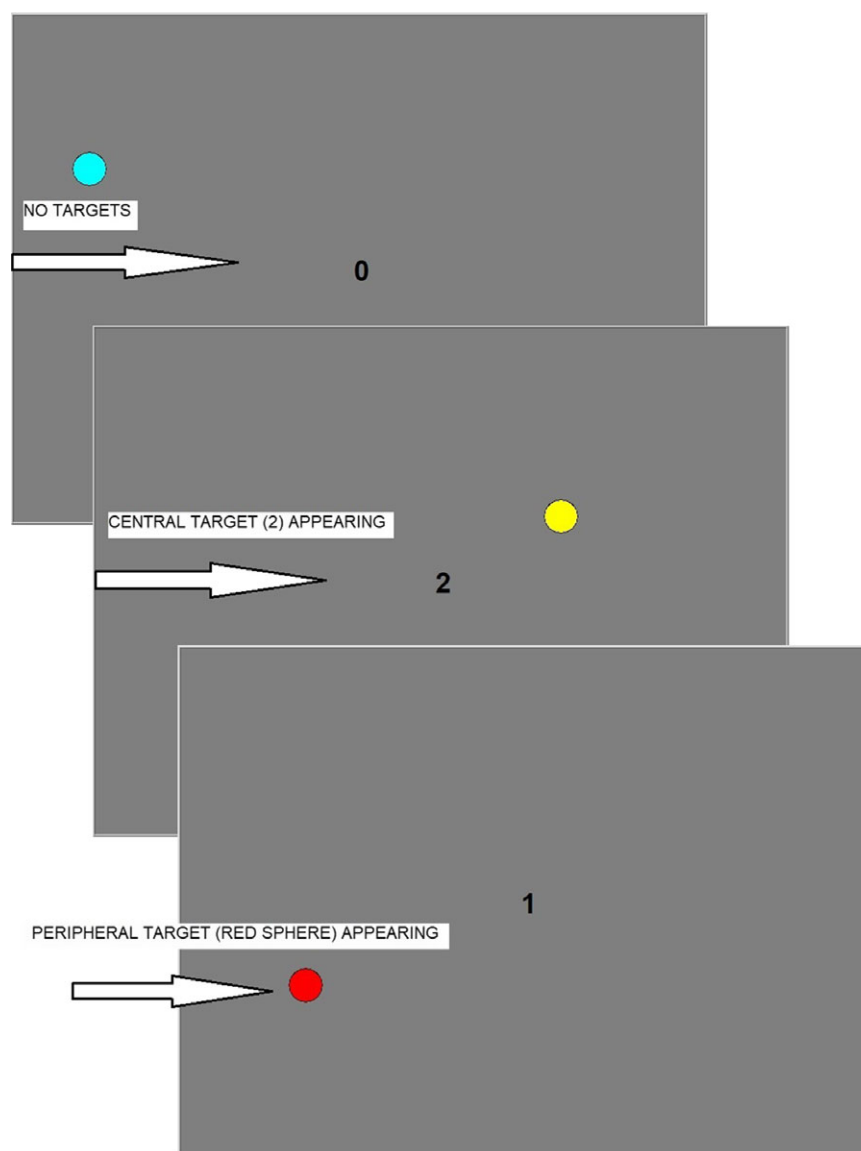 NO TARGETS
0
CENTRAL TARGET (2) APPEARING
2
1
PERIPHERAL TARGET (RED SPHERE) APPEARING